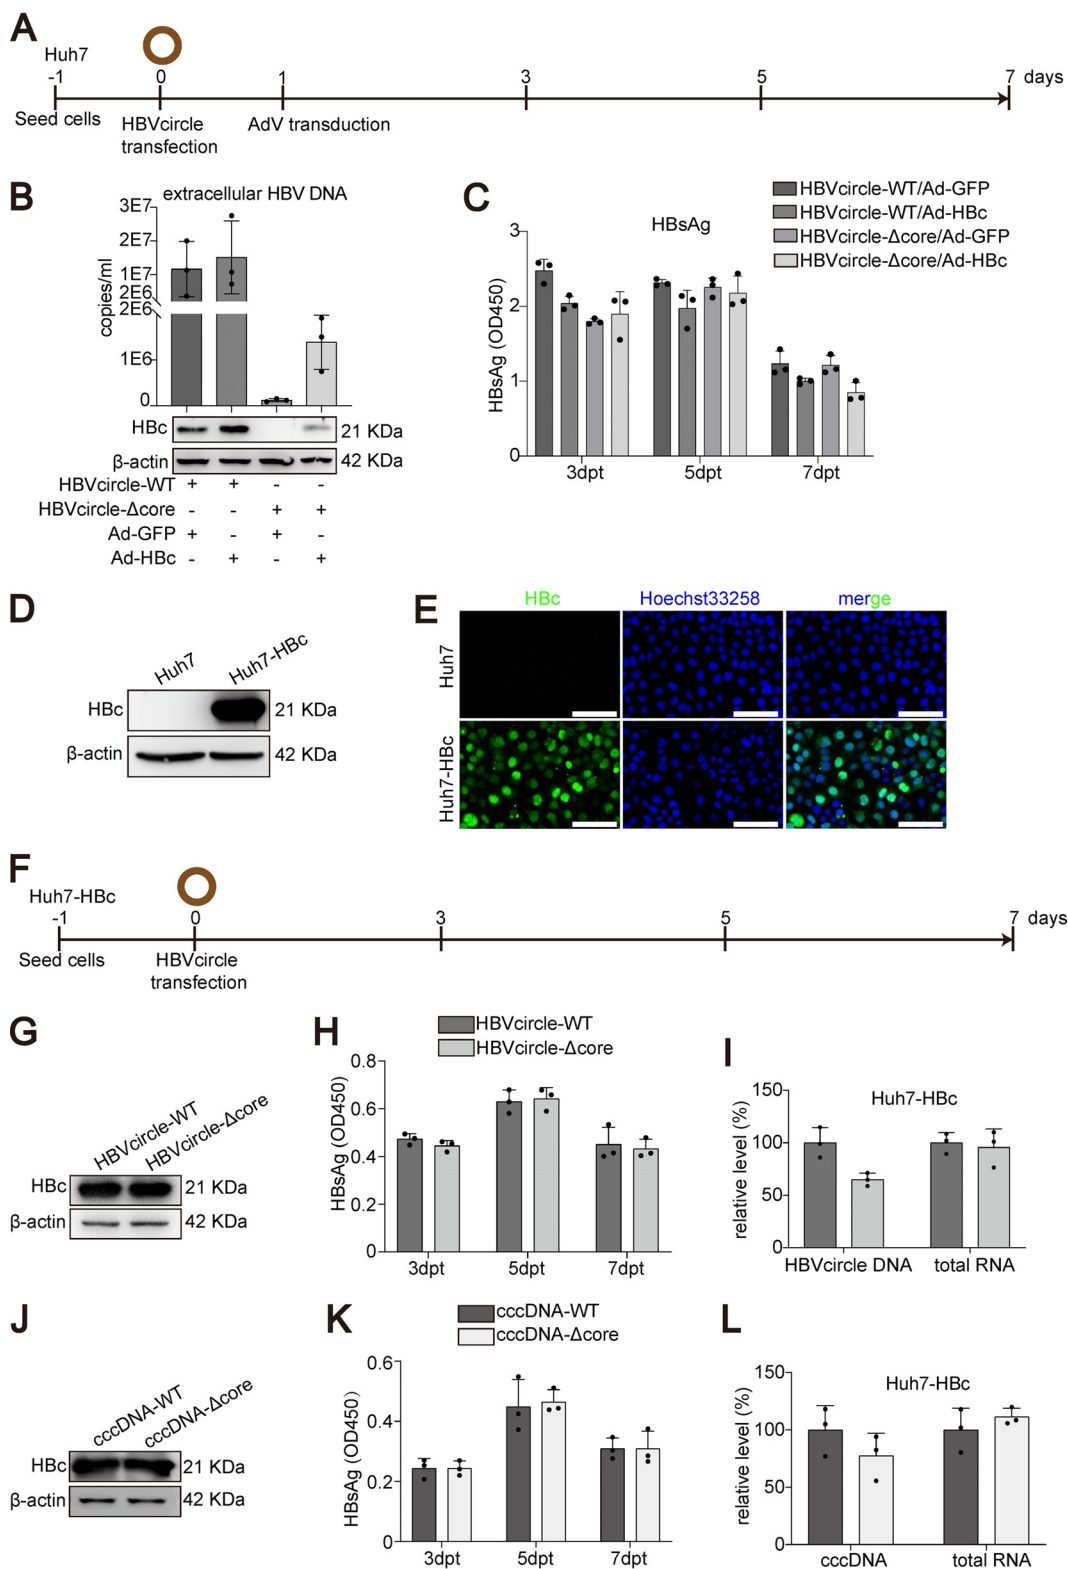 A
Huh7
-1 0 1 3 5 7 days
Seed cells
HBVcircle
transfection
AdV transduction
B
extracellular HBV DNA
copies/ml
3E7
2E7
1E7
2E6
2E6
1E6
0
HBc 21 KDa
β-actin 42 KDa
HBVcircle-WT + + - -
HBVcircle-Δcore - - + +
Ad-GFP + - + -
Ad-HBc - + - +
C
HBVcircle-WT/Ad-GFP
HBVcircle-WT/Ad-HBc
HBVcircle-Δcore/Ad-GFP
HBVcircle-Δcore/Ad-HBc
HBsAg
HBsAg (OD450)
3
2
1
0
3dpt 5dpt 7dpt
D
Huh7 Huh7-HBc
HBc 21 KDa
β-actin 42 KDa
E
HBc Hoechst33258 merge
Huh7
Huh7-HBc
F
Huh7-HBc
-1 0 3 5 7 days
Seed cells
HBVcircle
transfection
G
HBVcircle-WT
HBVcircle-Δcore
HBc 21 KDa
β-actin 42 KDa
H
HBVcircle-WT
HBVcircle-Δcore
HBsAg (OD450)
0.8
0.6
0.4
0.2
0
3dpt 5dpt 7dpt
I
Huh7-HBc
relative level (%)
150
100
50
0
HBVcircle DNA total RNA
J
cccDNA-WT
cccDNA-Δcore
HBc 21 KDa
β-actin 42 KDa
K
cccDNA-WT
cccDNA-Δcore
HBsAg (OD450)
0.6
0.4
0.2
0
3dpt 5dpt 7dpt
L
Huh7-HBc
relative level (%)
150
100
50
0
cccDNA total RNA